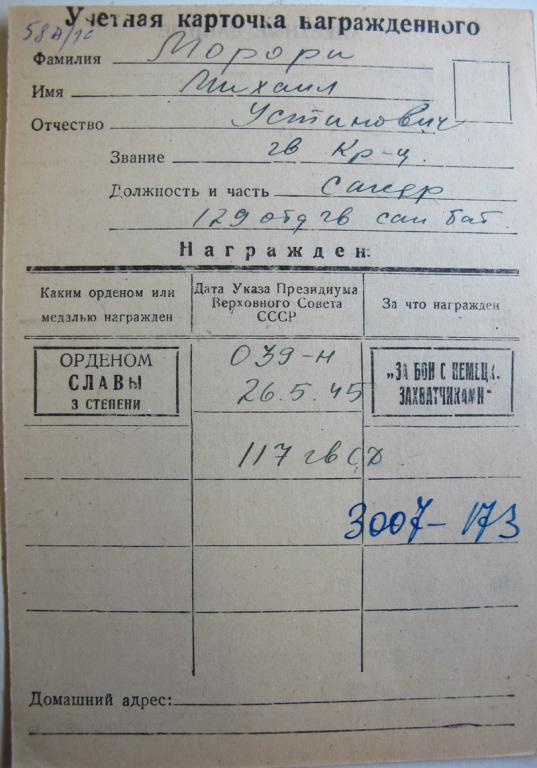 Учетная карточка награжденного
Фамилия Морори
Имя Михаил
Отчество Устинович
Звание гв кр-ц
Должность и часть сапер
129 отд гв сап бат
Награжден:
Каким орденом или медалью награжден
Дата Указа Президиума Верховного Совета СССР
За что награжден
ОРДЕНОМ
СЛАВЫ
3 СТЕПЕНИ
039-н
26.5.45
„ЗА БОИ С НЕМЕЦК.
ЗАХВАТЧИКАМИ"
117 гв СД
3007-173
Домашний адрес: